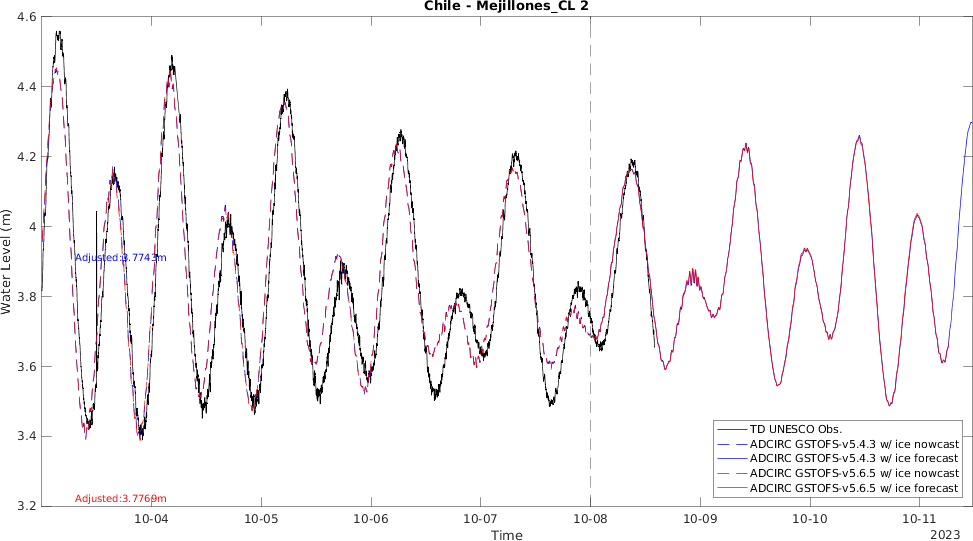 Chile - Mejillones_CL 2
4.6
4.4
4.2
4
3.8
3.6
3.4
3.2
Water Level (m)
Adjusted:3.7743m
Adjusted:3.7769m
TD UNESCO Obs.
ADCIRC GSTOFS-v5.4.3 w/ ice nowcast
ADCIRC GSTOFS-v5.4.3 w/ ice forecast
ADCIRC GSTOFS-v5.6.5 w/ ice nowcast
ADCIRC GSTOFS-v5.6.5 w/ ice forecast
10-04 10-05 10-06 10-07 10-08 10-09 10-10 10-11
Time
2023